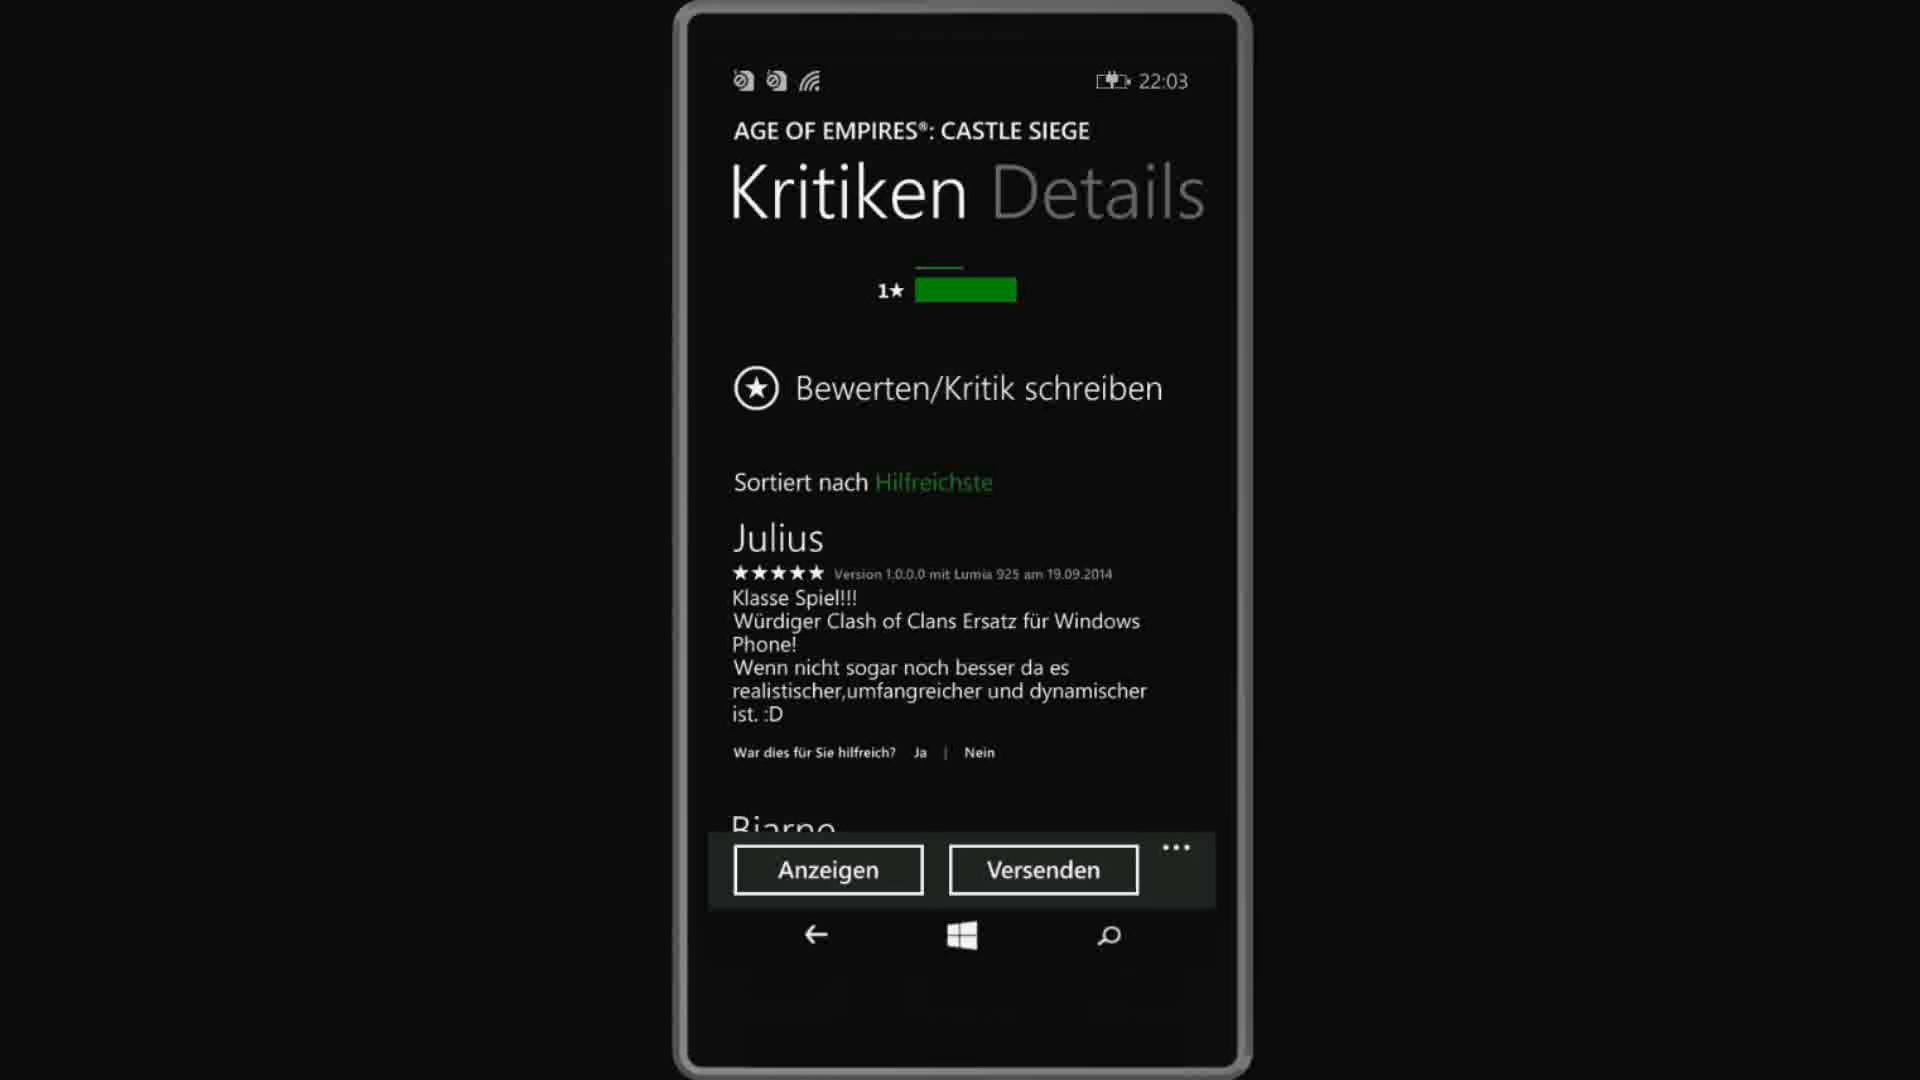 22:03
AGE OF EMPIRES®: CASTLE SIEGE
Kritiken Details
1★
Bewerten/Kritik schreiben
Sortiert nach Hilfreichste
Julius
★★★★★ Version 1.0.0.0 mit Lumia 925 am 19.09.2014
Klasse Spiel!!!
Würdiger Clash of Clans Ersatz für Windows
Phone!
Wenn nicht sogar noch besser da es
realistischer,umfangreicher und dynamischer
ist. :D
War dies für Sie hilfreich? Ja | Nein
Bjarne
Anzeigen Versenden